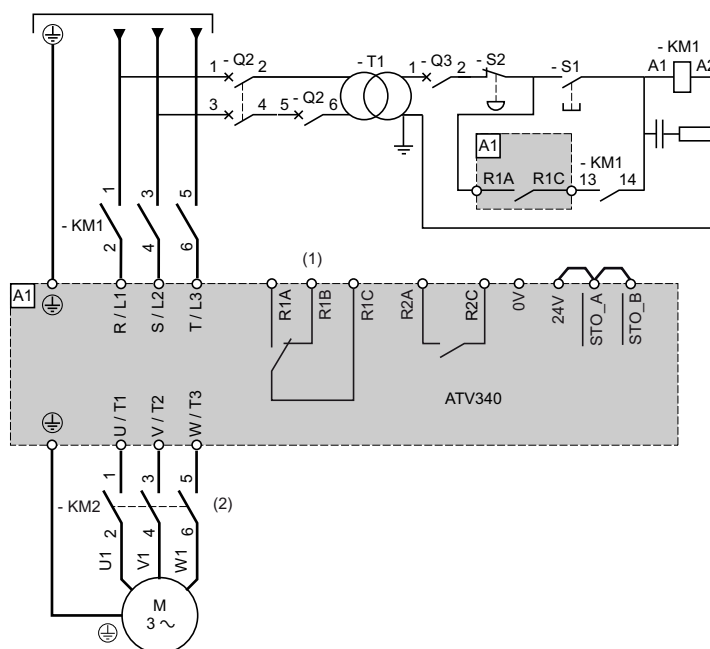 - Q2
1 2
3 4
5 - Q2 6
- T1
1 - Q3 2
- S2
- S1
- KM1
A1 A2
A1
R1A R1C
- KM1
13 14
- KM1
1 3 5
2 4 6
(1)
A1
R / L1
S / L2
T / L3
R1A
R1B
R1C
R2A
R2C
0V
24V
STO_A
STO_B
ATV340
U / T1
V / T2
W / T3
- KM2
1 3 5
2 4 6
(2)
U1
V1
W1
M
3 ~